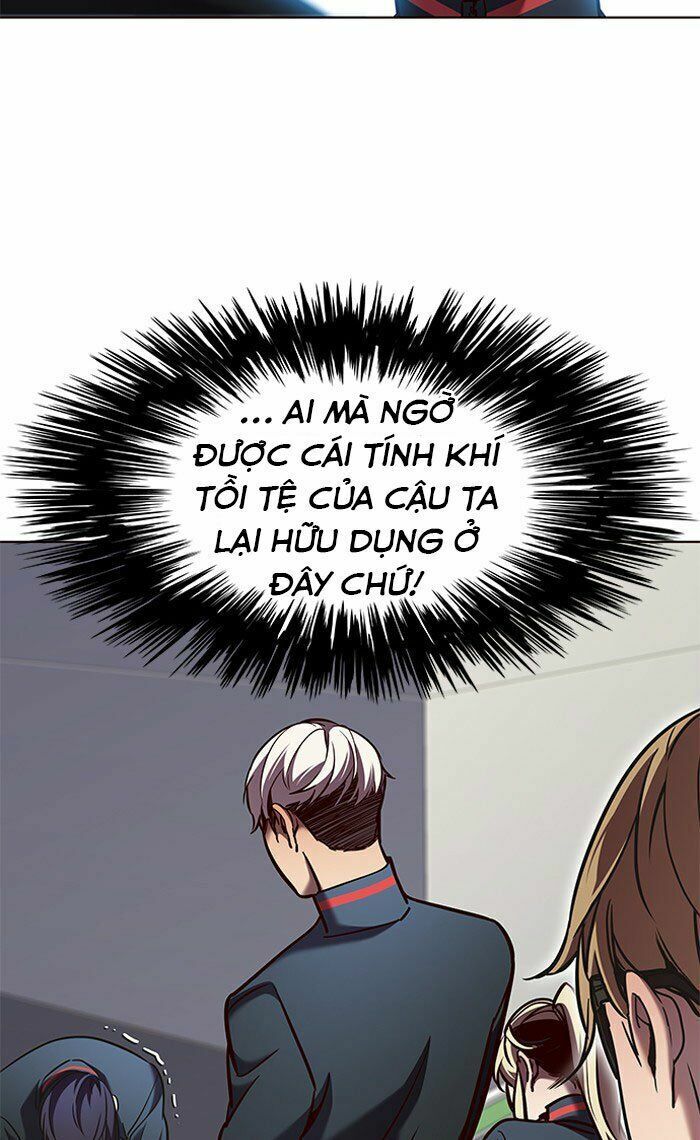 ... AI MÀ NGỜ
ĐƯỢC CÁI TÍNH KHÍ
TỒI TỆ CỦA CẬU TA
LẠI HỮU DỤNG Ở
ĐÂY CHỨ!